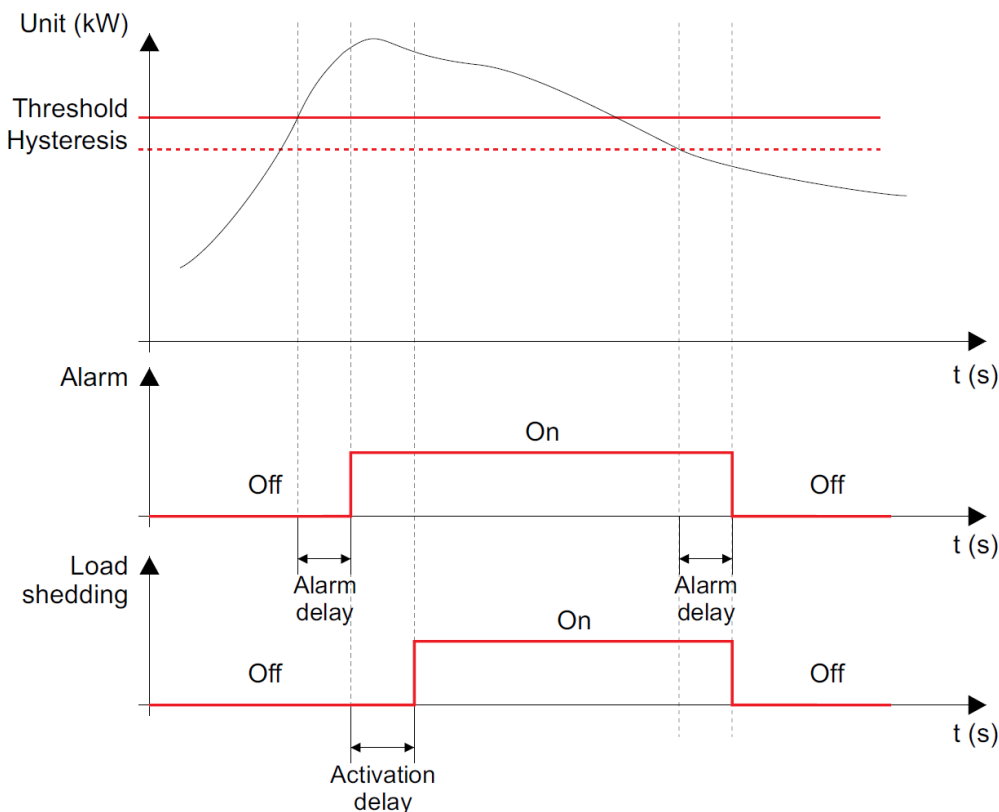 Unit (kW)
Threshold
Hysteresis
t (s)
Alarm
On
Off
Off
t (s)
Load
shedding
Alarm
delay
Alarm
delay
On
Off
Off
t (s)
Activation
delay